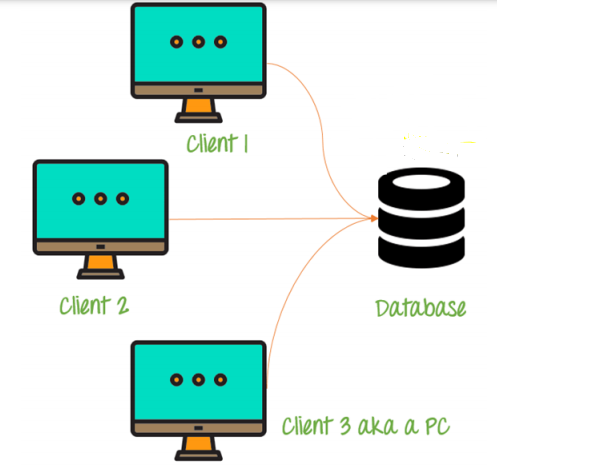 Client 1
Client 2
Database
Client 3 aka a PC